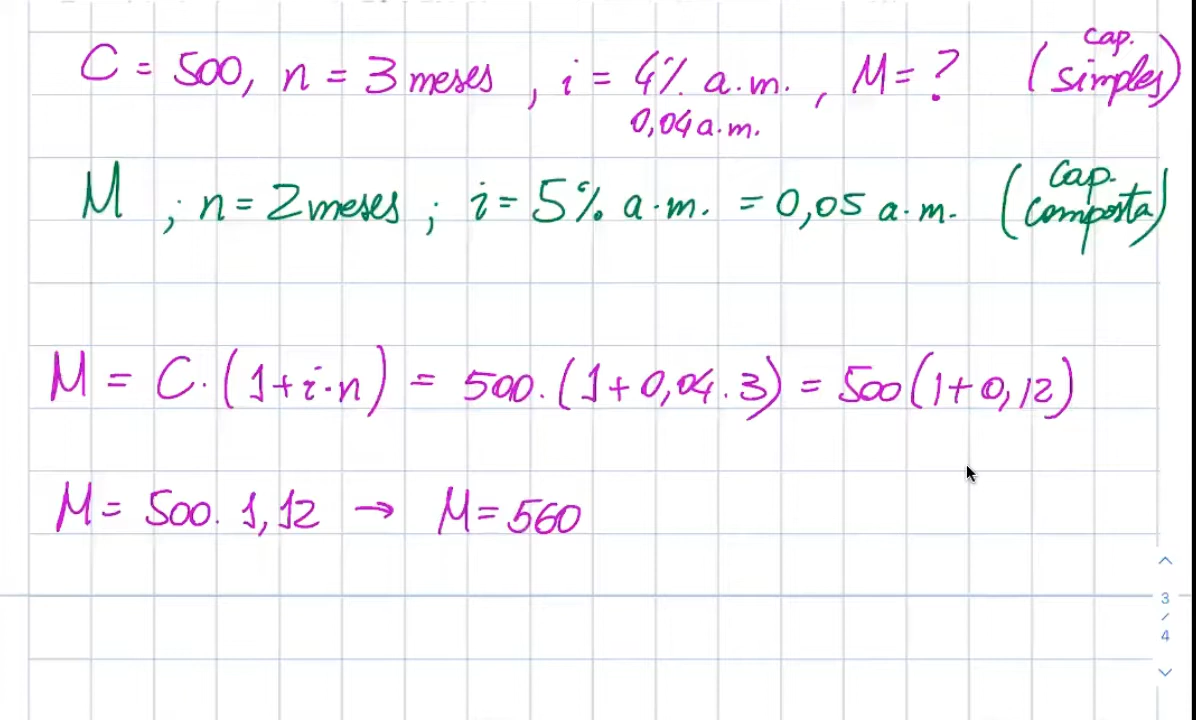 C = 500, n = 3 meses , i = 4% a.m. , M = ? (cap. simples)
0,04 a.m.
M ; n = 2 meses ; i = 5% a.m. = 0,05 a.m. (cap. composta)
M = C.(1+i.n) = 500.(1+0,04.3) = 500(1+0,12)
M = 500. 1,12 → M = 560
3
/
4